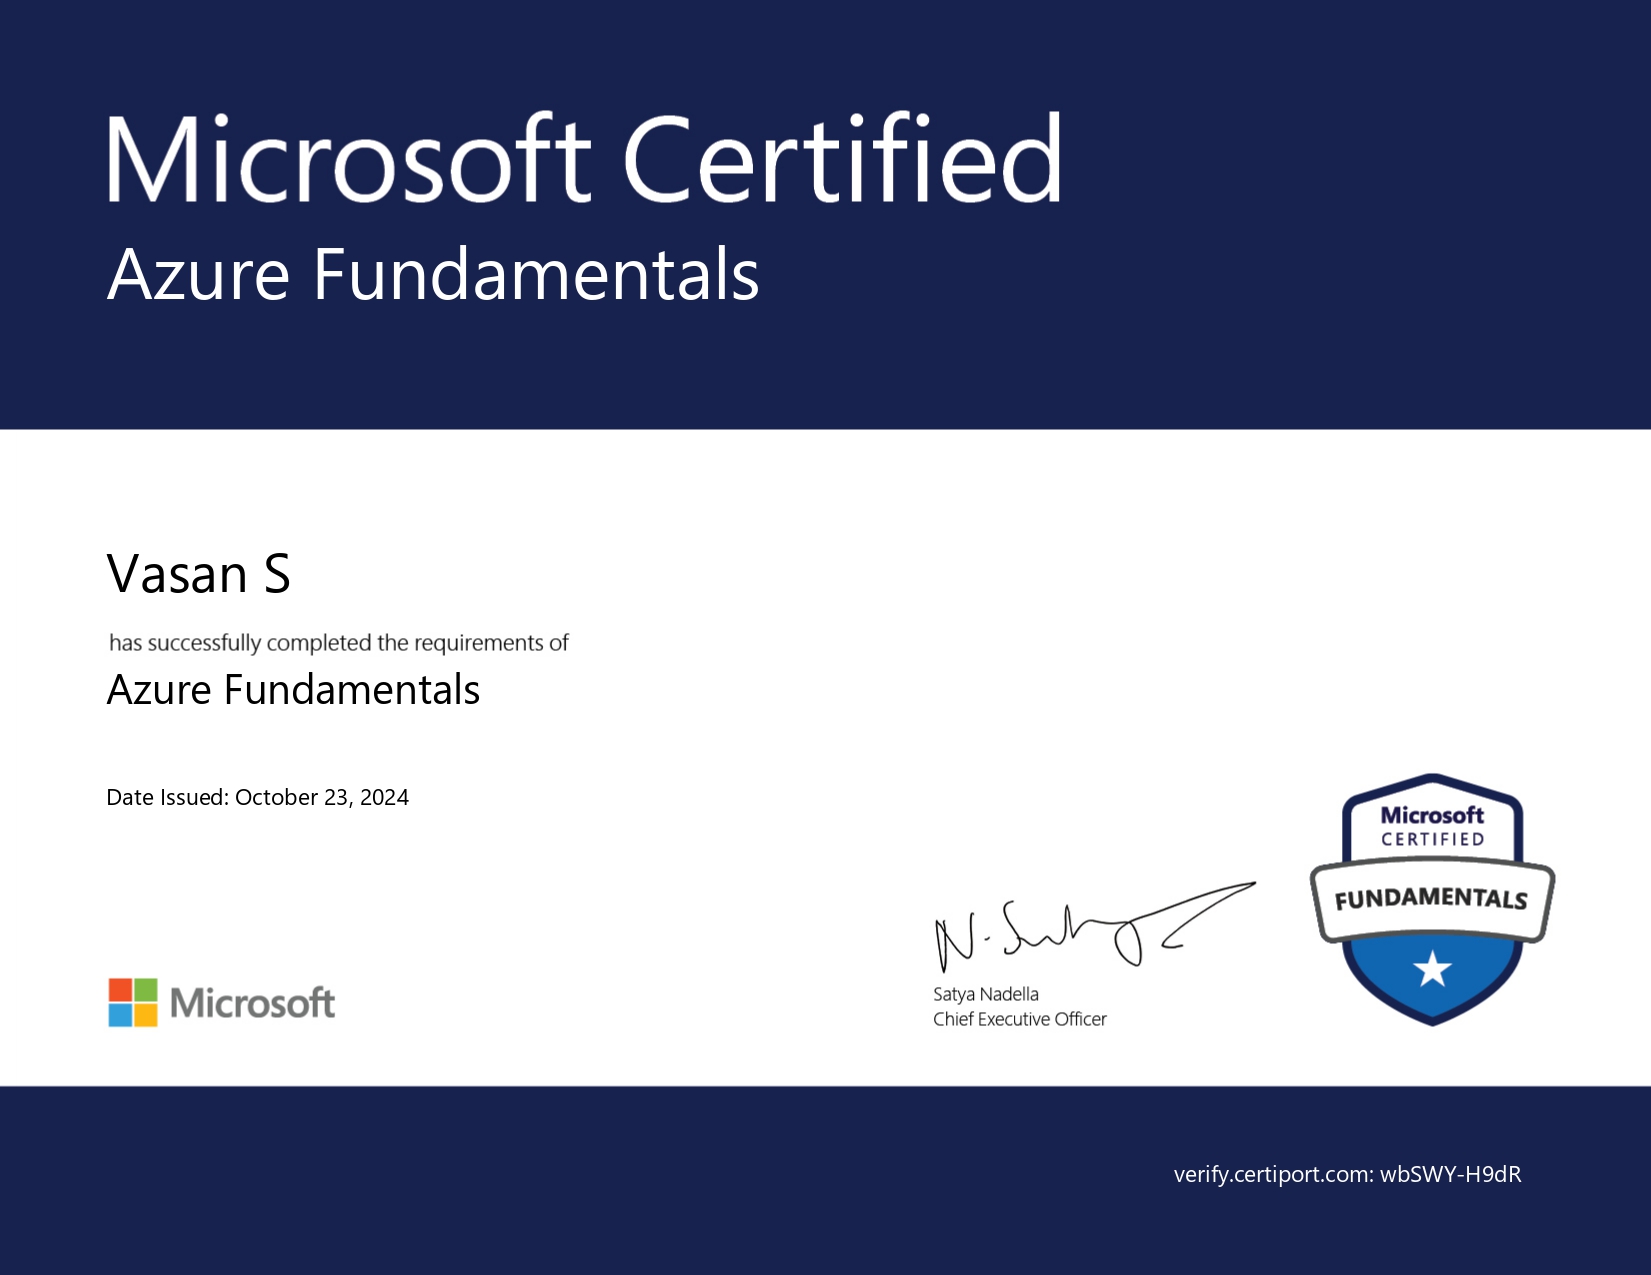 Microsoft Certified
Azure Fundamentals
Vasan S
has successfully completed the requirements of
Azure Fundamentals
Date Issued: October 23, 2024
Microsoft
CERTIFIED
FUNDAMENTALS
N. Satya
Satya Nadella
Chief Executive Officer
Microsoft
verify.certiport.com: wbSWY-H9dR